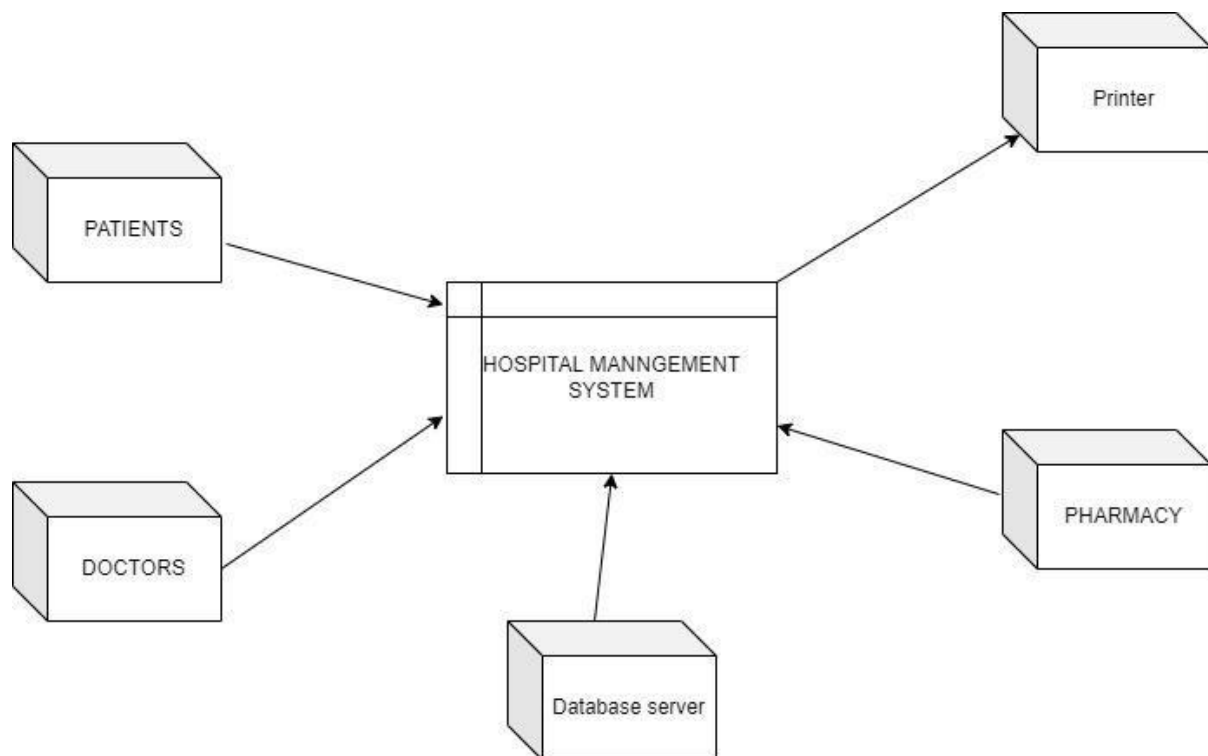 Printer
PATIENTS
HOSPITAL MANNGEMENT
SYSTEM
PHARMACY
DOCTORS
Database server